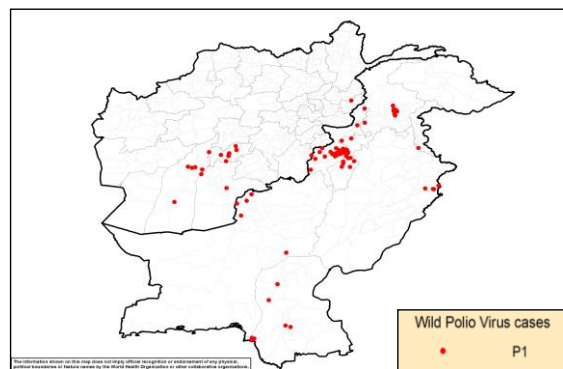 Wild Polio Virus cases
P1
The information shown on this map does not imply official recognition or endorsement of any physical,
political boundaries or feature names by the World Health Organization or other collaborative organizations.